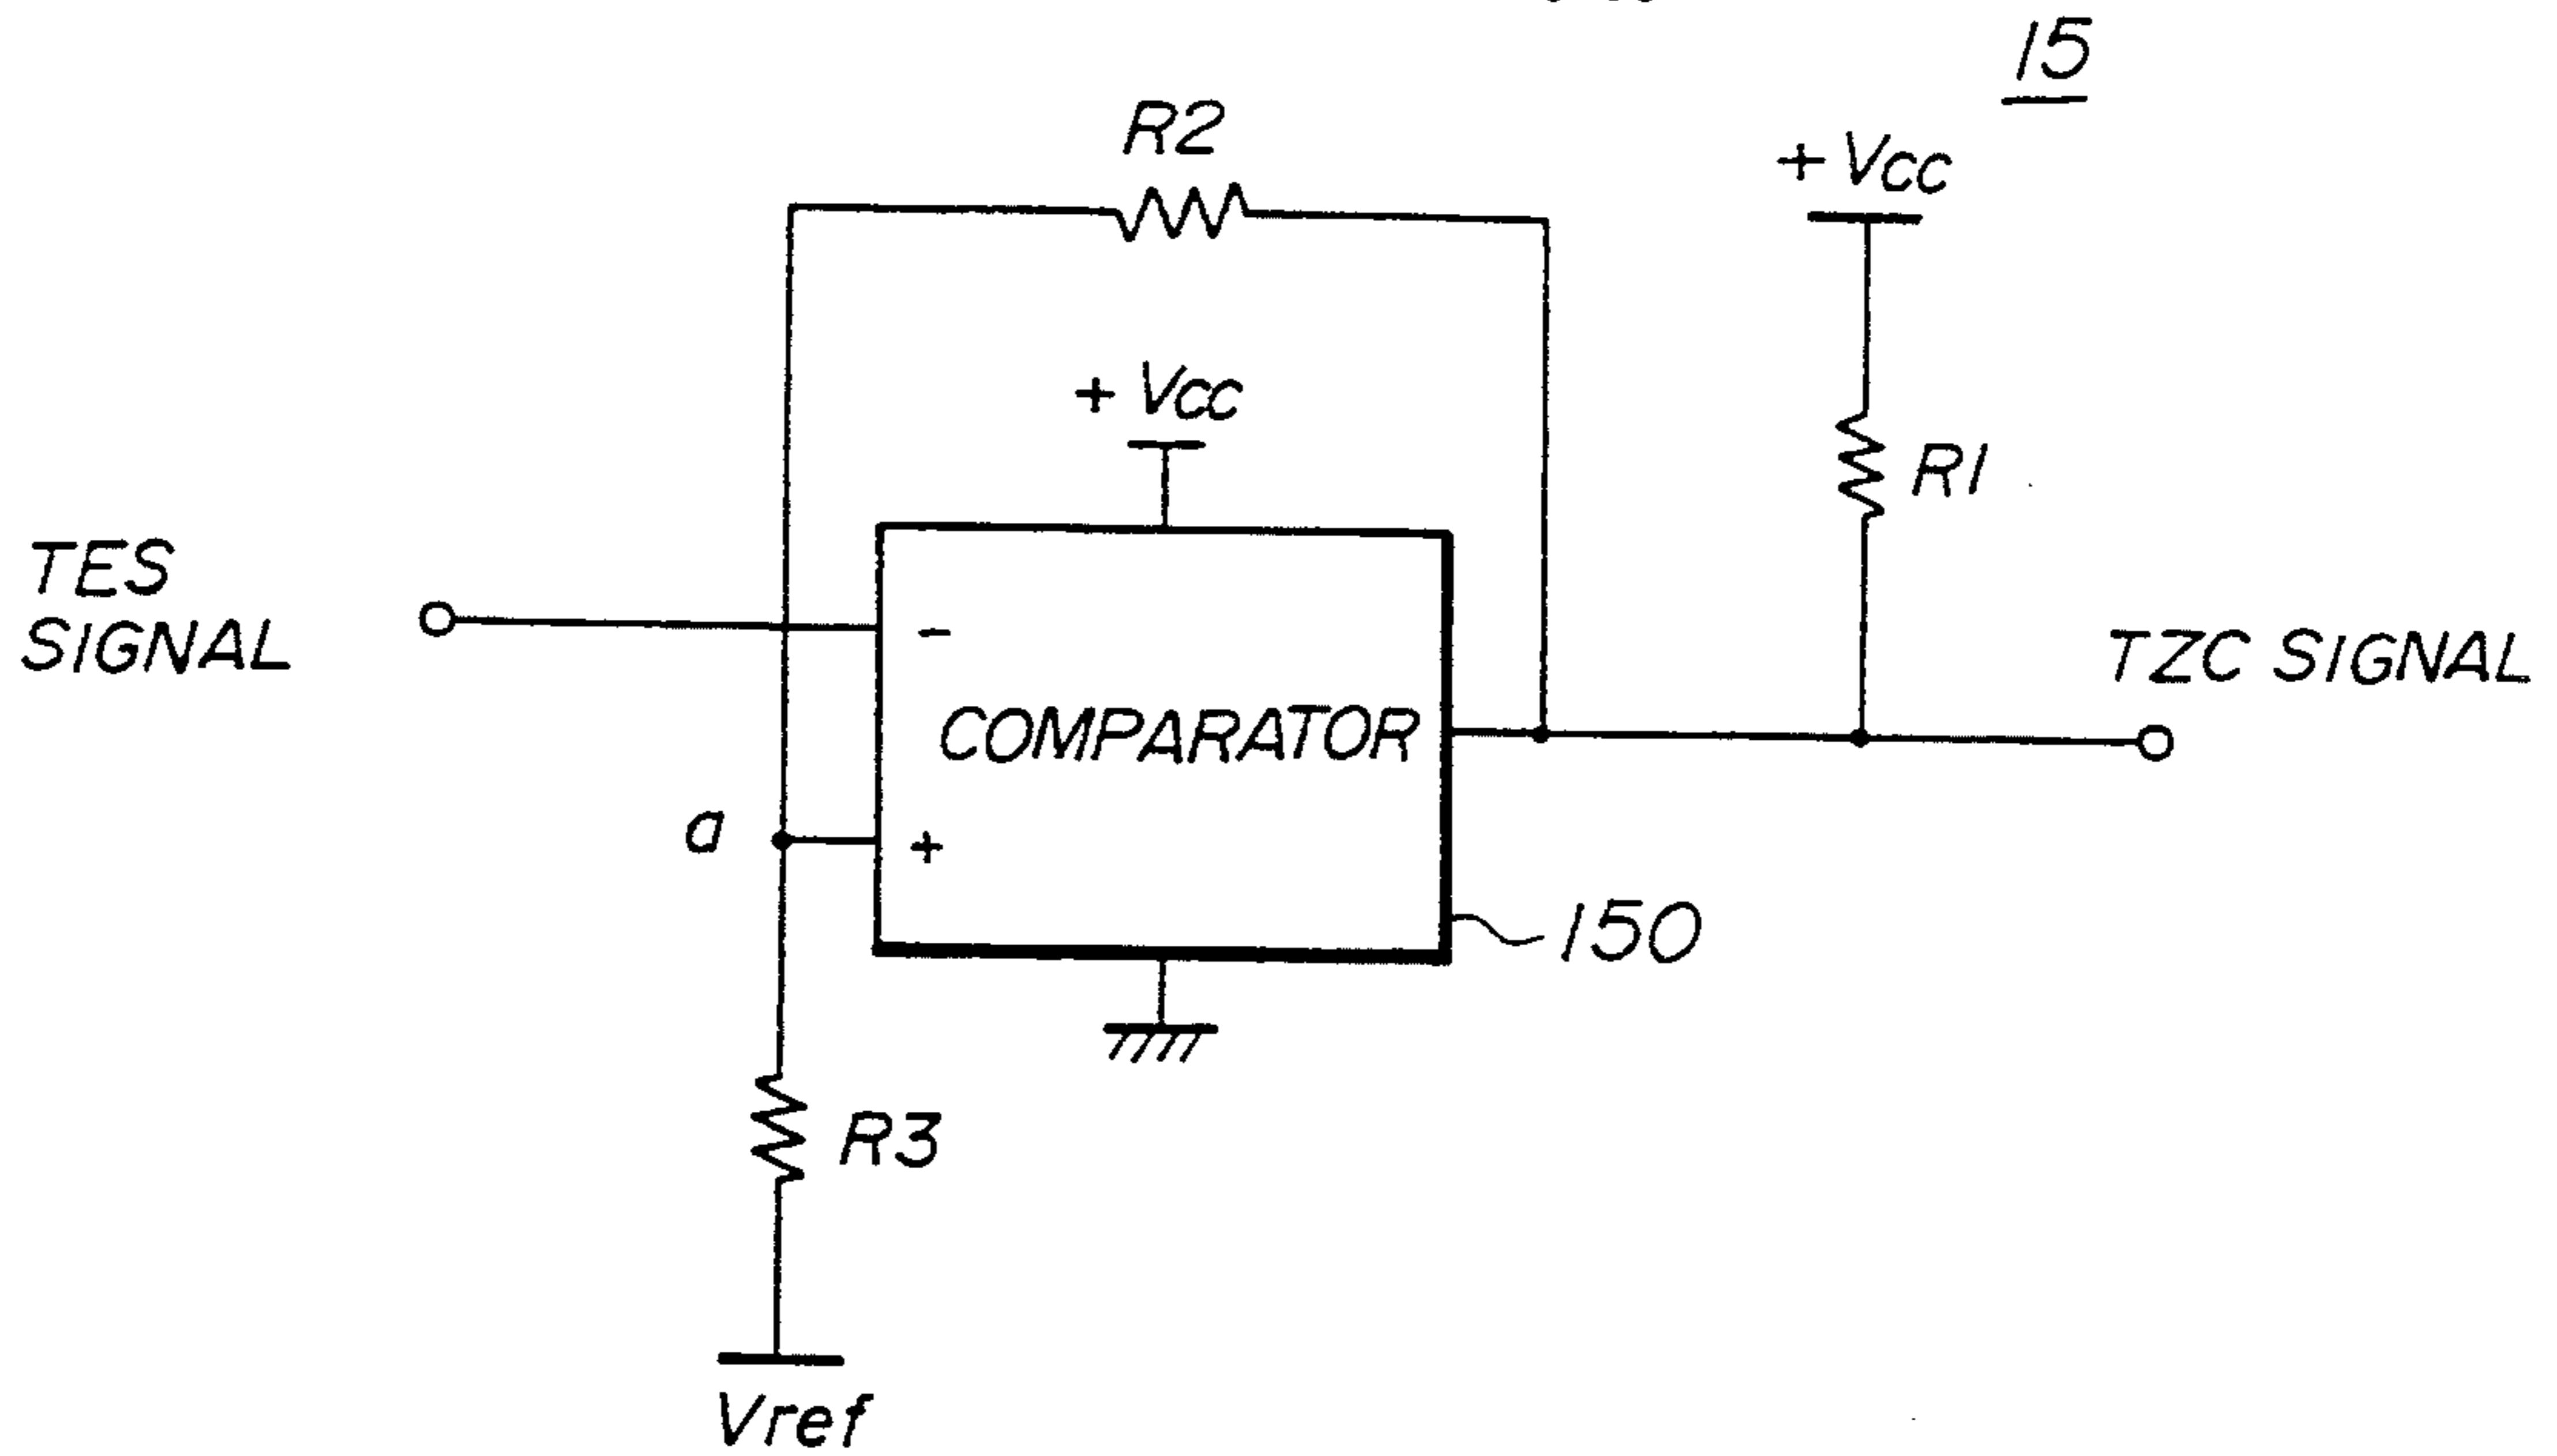 15
R2
+ Vcc
+ Vcc
R1
TES
SIGNAL
-
COMPARATOR
TZC SIGNAL
a
+
150
R3
Vref